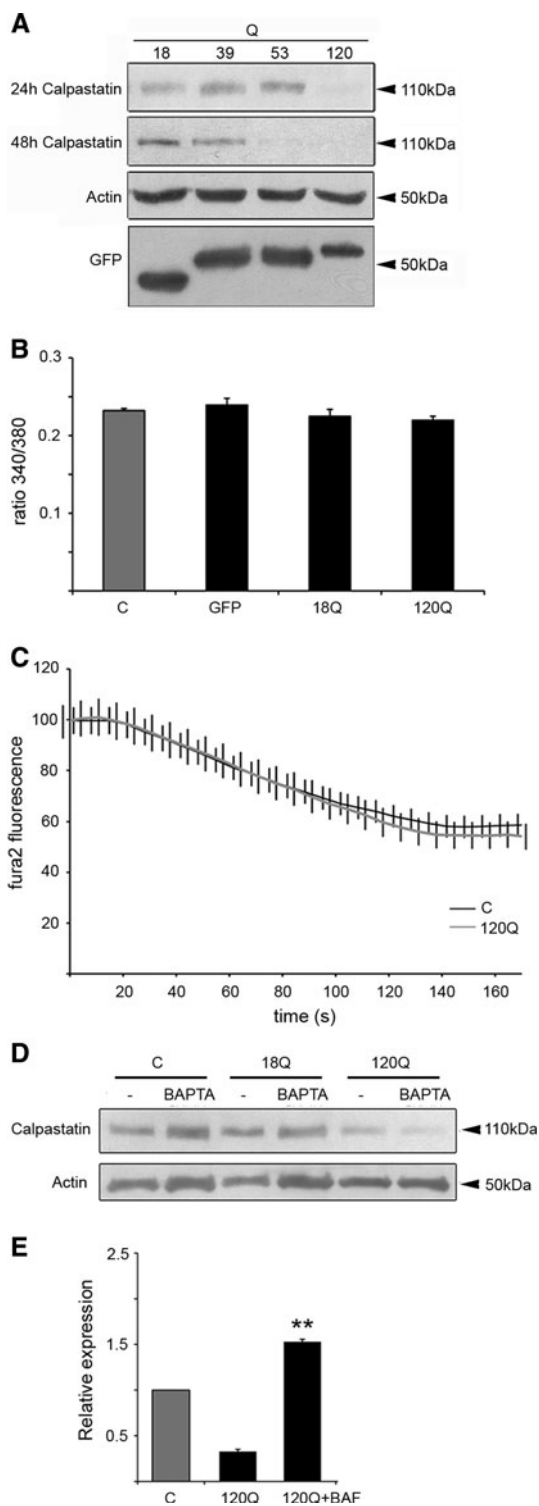 A
Q
18 39 53 120
24h Calpastatin 110kDa
48h Calpastatin 110kDa
Actin 50kDa
GFP 50kDa
B
0.3
0.2
0.1
ratio 340/380
C GFP 18Q 120Q
C
120
100
80
60
40
20
fura2 fluorescence
C
120Q
20 40 60 80 100 120 140 160
time (s)
D
C 18Q 120Q
- BAPTA - BAPTA - BAPTA
Calpastatin 110kDa
Actin 50kDa
E
2.5
1.5
0.5
Relative expression
**
C 120Q 120Q+BAF